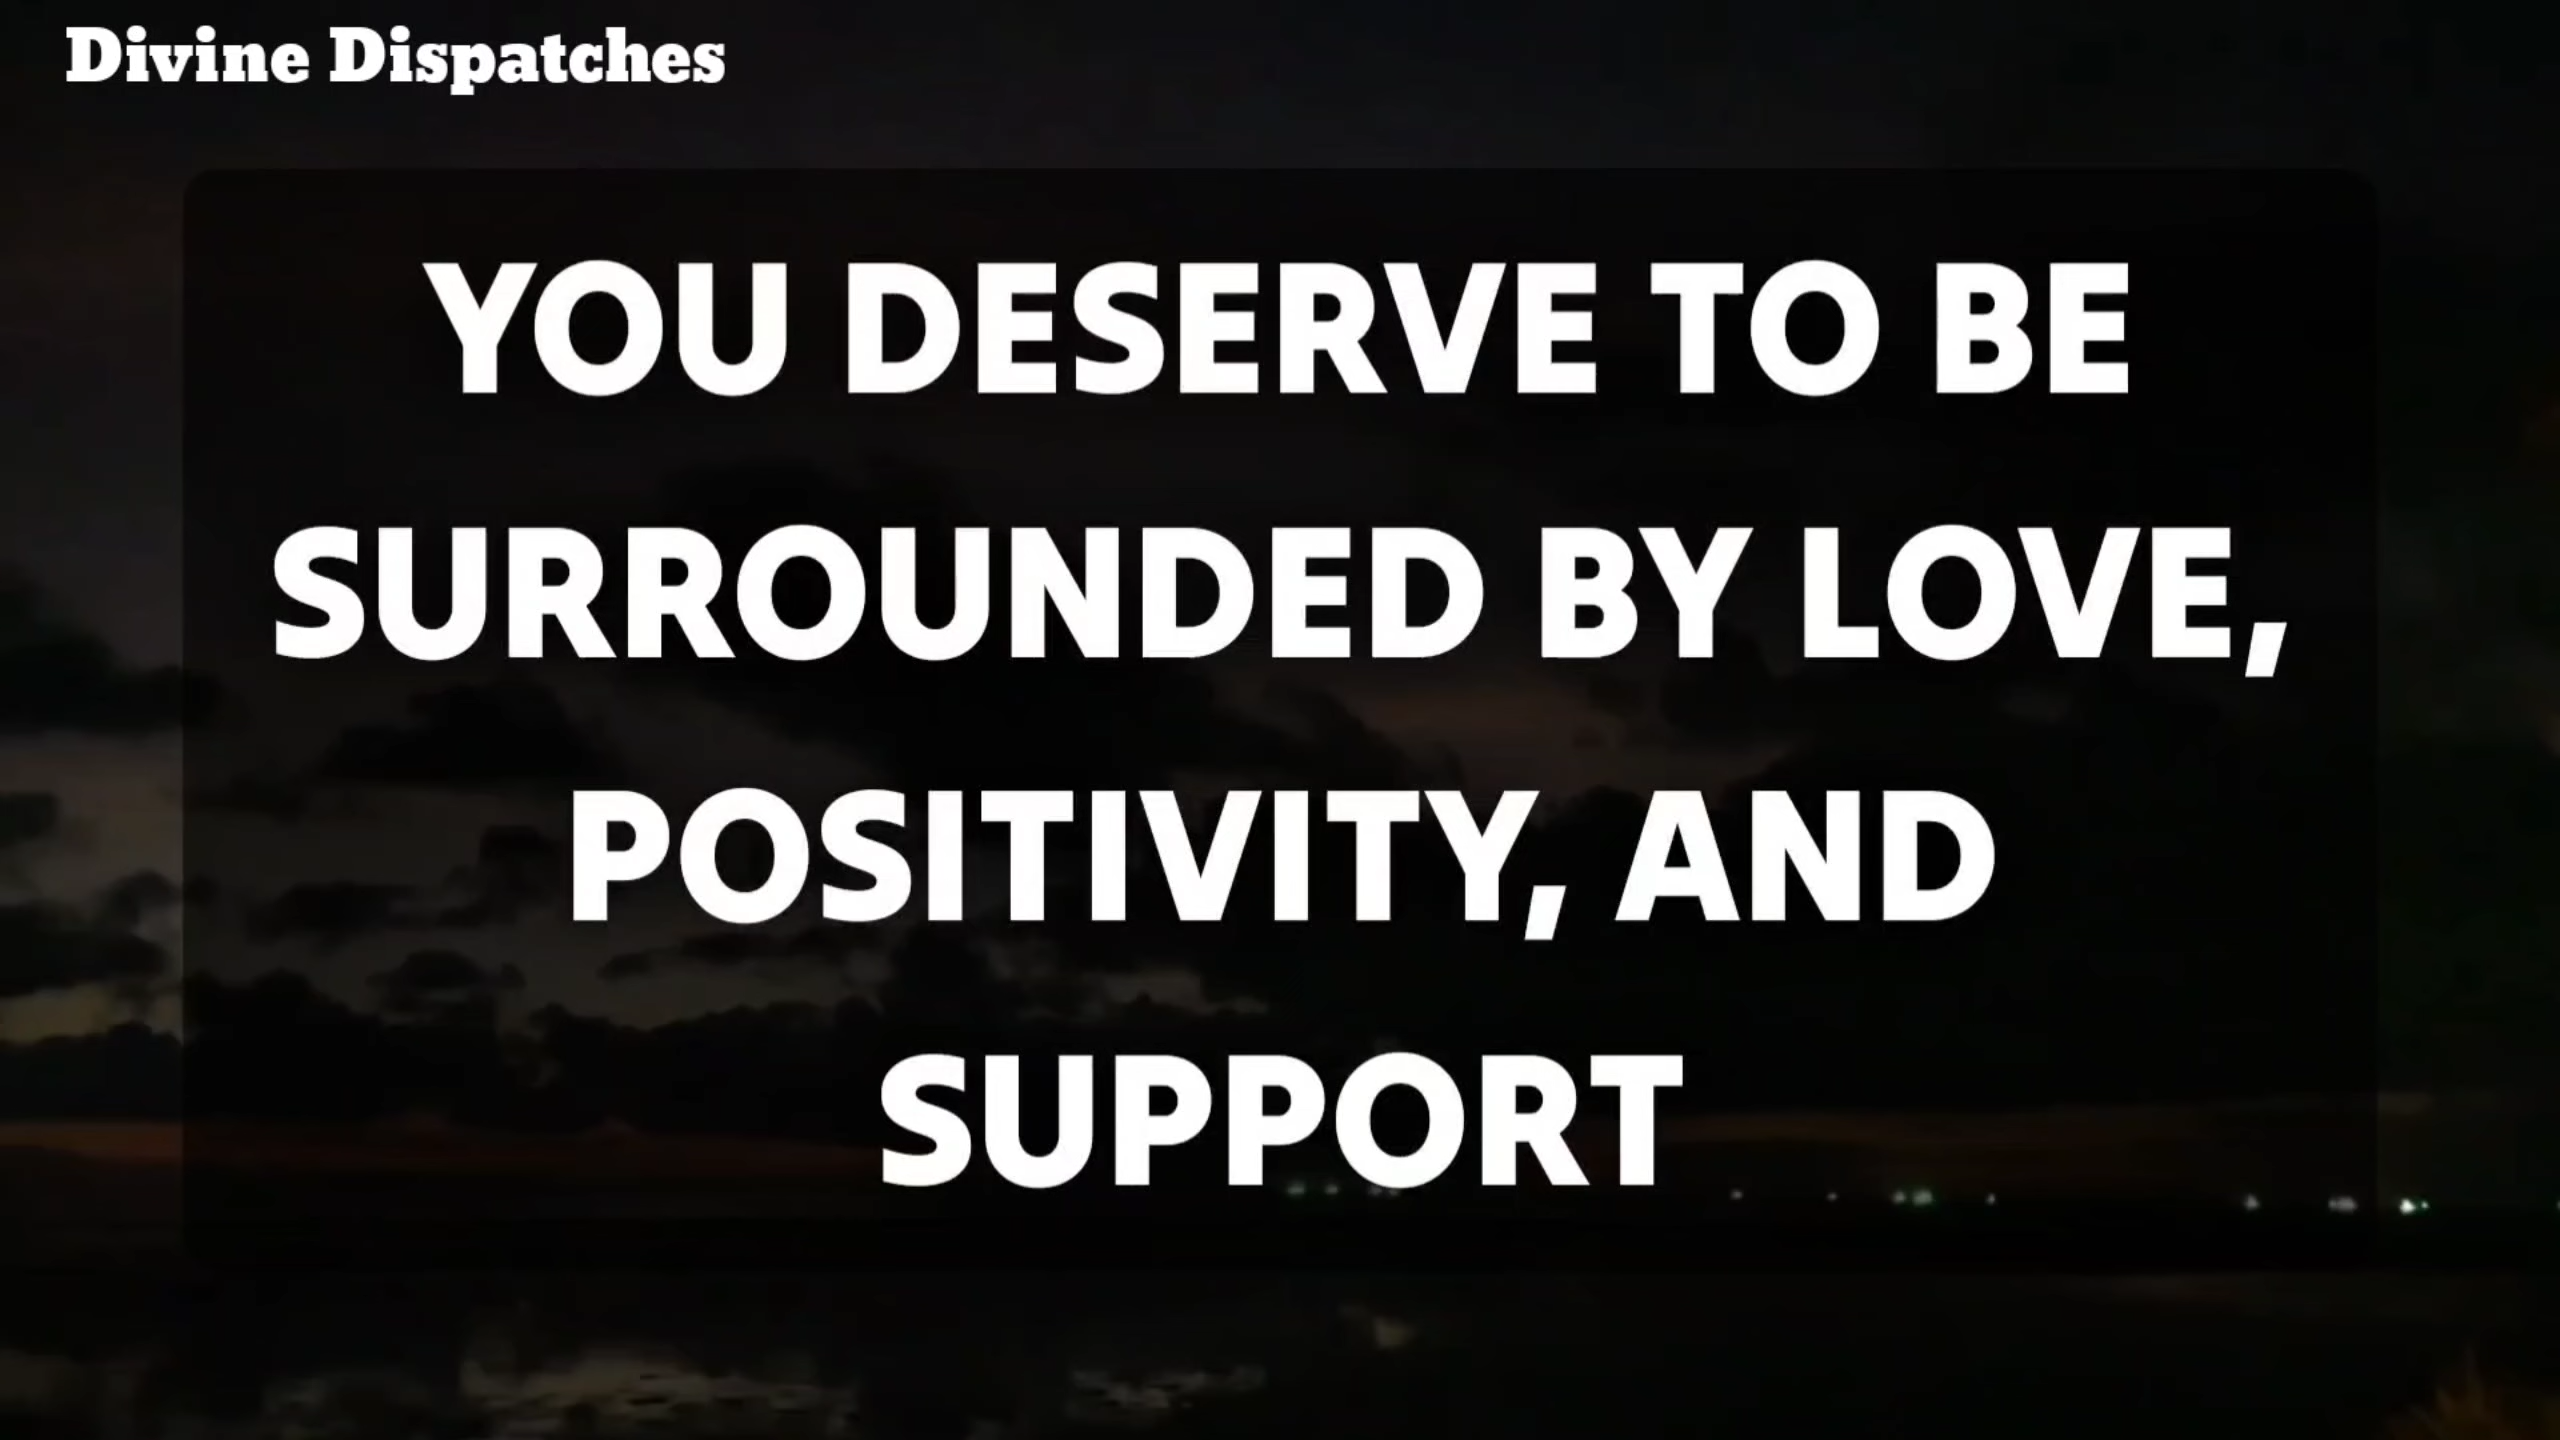 Divine Dispatches
YOU DESERVE TO BE
SURROUNDED BY LOVE,
POSITIVITY, AND
SUPPORT